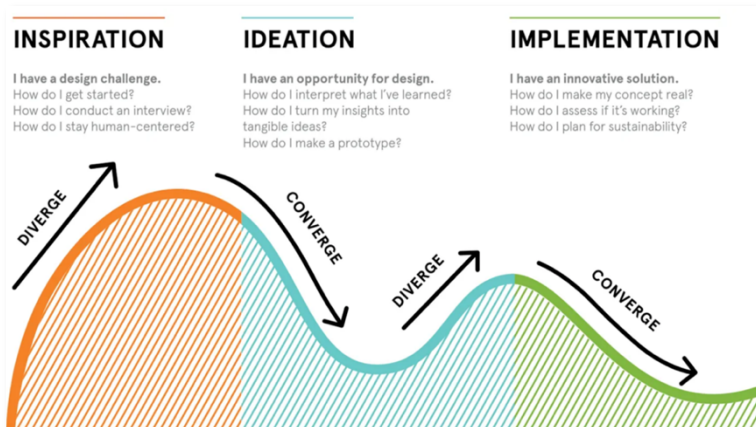 INSPIRATION
I have a design challenge.
How do I get started?
How do I conduct an interview?
How do I stay human-centered?
IDEATION
I have an opportunity for design.
How do I interpret what I've learned?
How do I turn my insights into
tangible ideas?
How do I make a prototype?
IMPLEMENTATION
I have an innovative solution.
How do I make my concept real?
How do I assess if it's working?
How do I plan for sustainability?
DIVERGE
CONVERGE
DIVERGE
CONVERGE